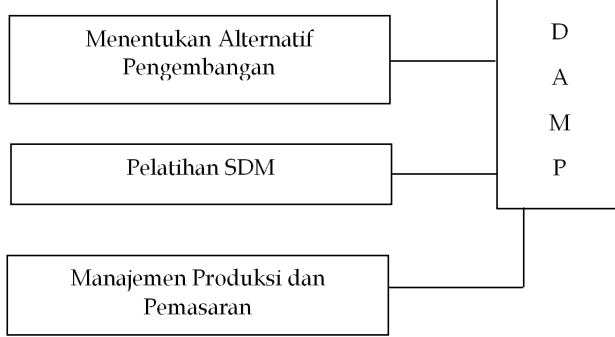 Menentukan Alternatif
Pengembangan
Pelatihan SDM
Manajemen Produksi dan
Pemasaran
D
A
M
P